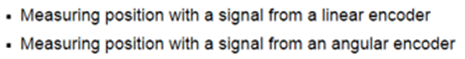 ▪ Measuring position with a signal from a linear encoder
▪ Measuring position with a signal from an angular encoder